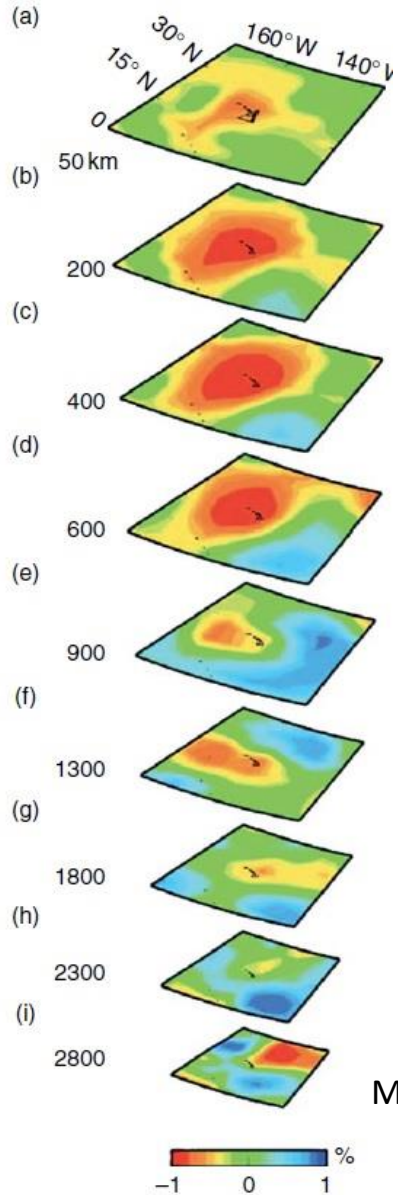 (a)
0 15° N 30° N 160° W 140° W
50 km
(b)
200
(c)
400
(d)
600
(e)
900
(f)
1300
(g)
1800
(h)
2300
(i)
2800
M
%
−1 0 1